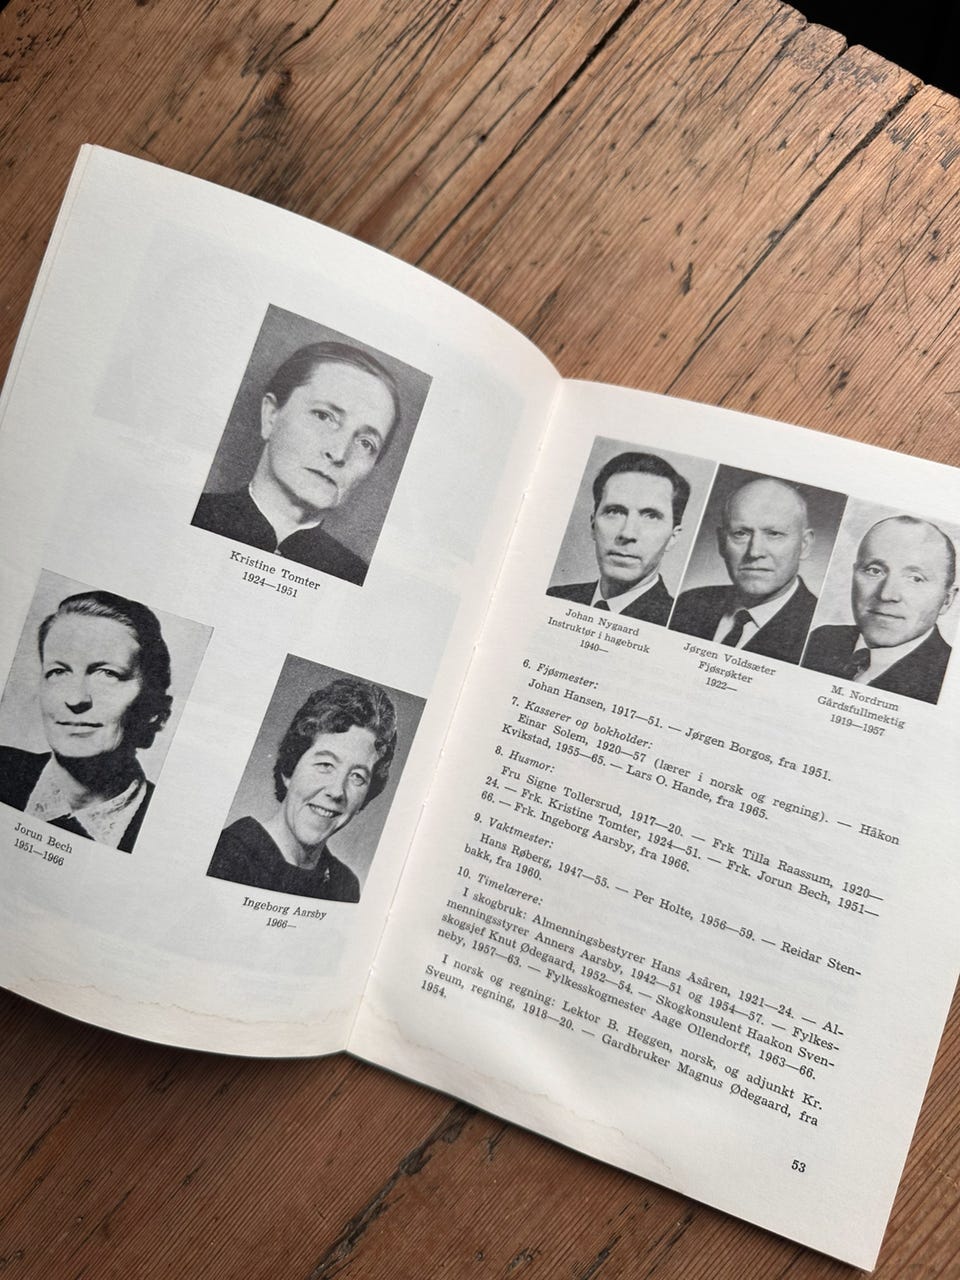 Kristine Tomter
1924—1951
Jorun Bech
1951—1966
Ingeborg Aarsby
1966—
Johan Nygaard
Instruktør i hagebruk
1940—
Jørgen Voldsæter
Fjøsrøkter
1922—
M. Nordrum
Gårdsfullmektig
1919—1957
6. Fjøsmester:
Johan Hansen, 1917—51. — Jørgen Borgos, fra 1951.
7. Kasserer og bokholder:
Einar Solem, 1920—57 (lærer i norsk og regning). — Håkon
Kvikstad, 1955—65. — Lars O. Hande, fra 1965.
8. Husmor:
Fru Signe Tollersrud, 1917—20. — Frk Tilla Raassum, 1920—
24. — Frk. Kristine Tomter, 1924—51. — Frk. Jorun Bech, 1951—
66. — Frk. Ingeborg Aarsby, fra 1966.
9. Vaktmester:
Hans Røberg, 1947—55. — Per Holte, 1956—59. — Reidar Sten-
bakk, fra 1960.
10. Timelærere:
I skogbruk: Almenningsbestyrer Hans Asåren, 1921—24. — Al-
menningsstyrer Anners Aarsby, 1942—51 og 1954—57. — Fylkes-
skogsjef Knut Ødegaard, 1952—54. — Skogkonsulent Haakon Sven-
neby, 1957—63. — Fylkesskogmester Aage Ollendorff, 1963—66.
I norsk og regning: Lektor B. Heggen, norsk, og adjunkt Kr.
Sveum, regning, 1918—20. — Gardbruker Magnus Ødegaard, fra
1954.
53